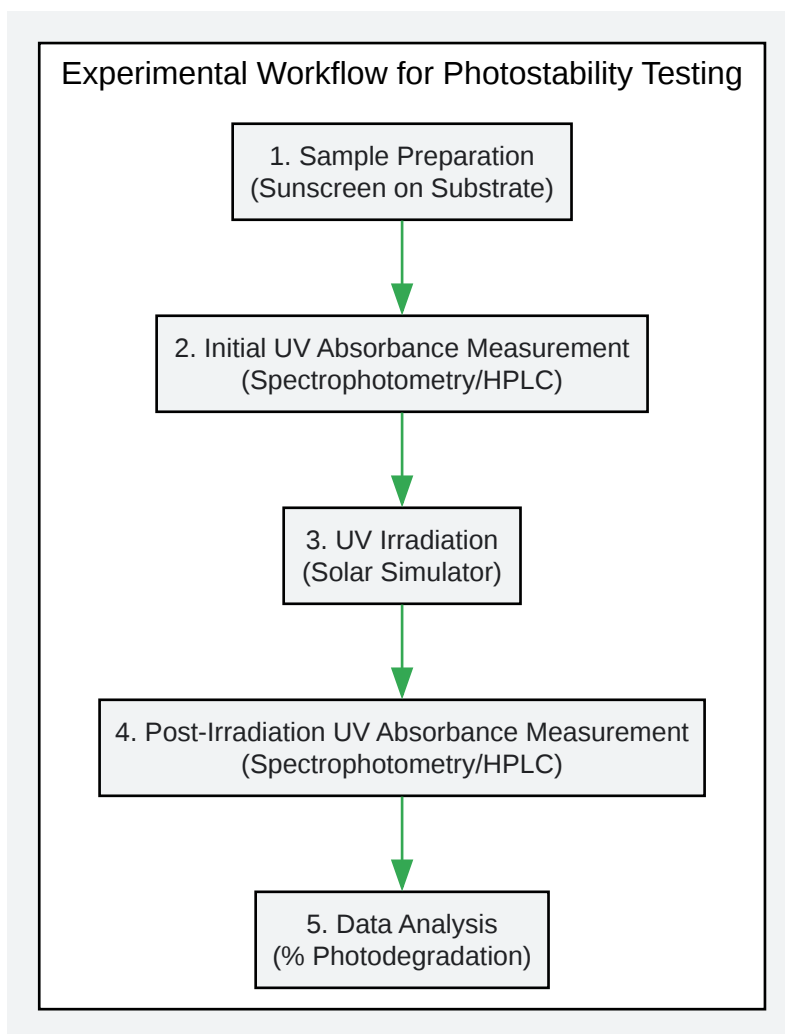 Experimental Workflow for Photostability Testing
1. Sample Preparation
(Sunscreen on Substrate)
2. Initial UV Absorbance Measurement
(Spectrophotometry/HPLC)
3. UV Irradiation
(Solar Simulator)
4. Post-Irradiation UV Absorbance Measurement
(Spectrophotometry/HPLC)
5. Data Analysis
(% Photodegradation)